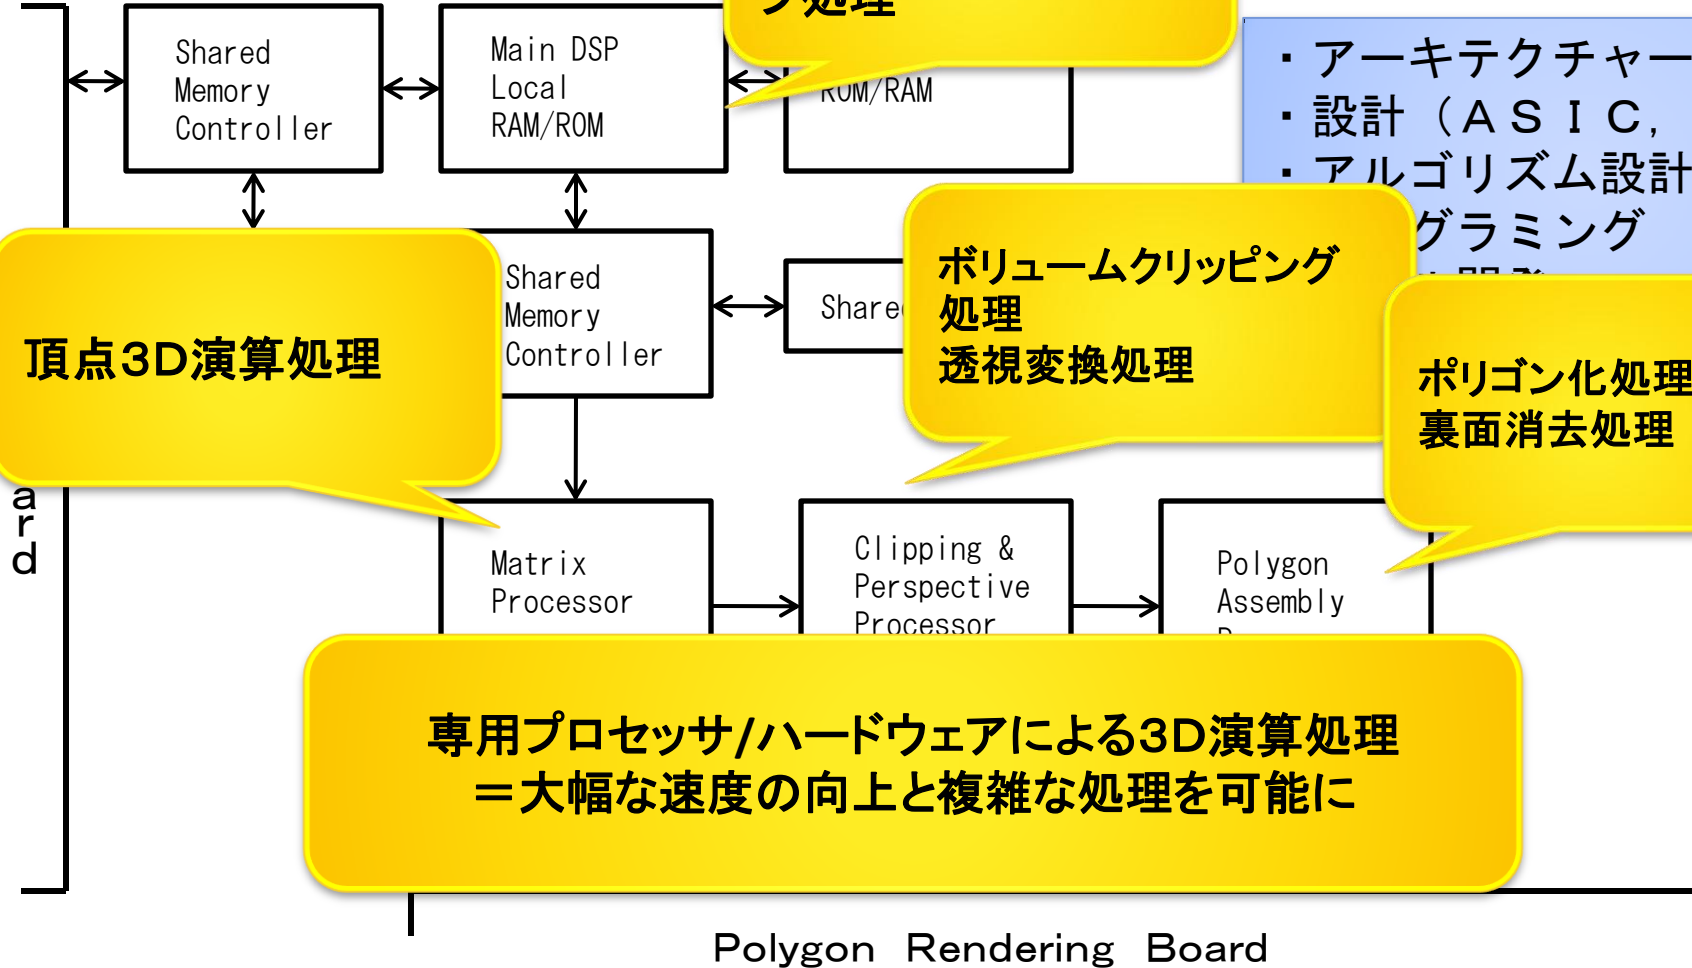 プ処理
Shared
Memory
Controller
Main DSP
Local
RAM/ROM
ROM/RAM
・アーキテクチャー
・設計（ＡＳＩＣ，
・アルゴリズム設計
グラミング
開発
Shared
Memory
Controller
Share
ボリュームクリッピング
処理
透視変換処理
頂点3D演算処理
ポリゴン化処理
裏面消去処理
a
r
d
Matrix
Processor
Clipping &
Perspective
Processor
Polygon
Assembly
専用プロセッサ/ハードウェアによる3D演算処理
＝大幅な速度の向上と複雑な処理を可能に
Polygon Rendering Board